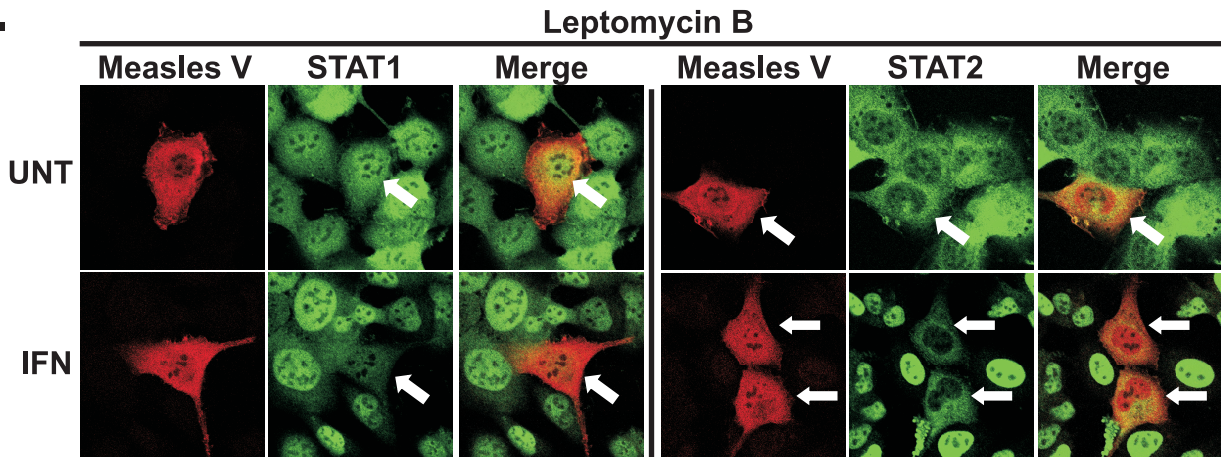 Leptomycin B
Measles V STAT1 Merge Measles V STAT2 Merge
UNT
IFN